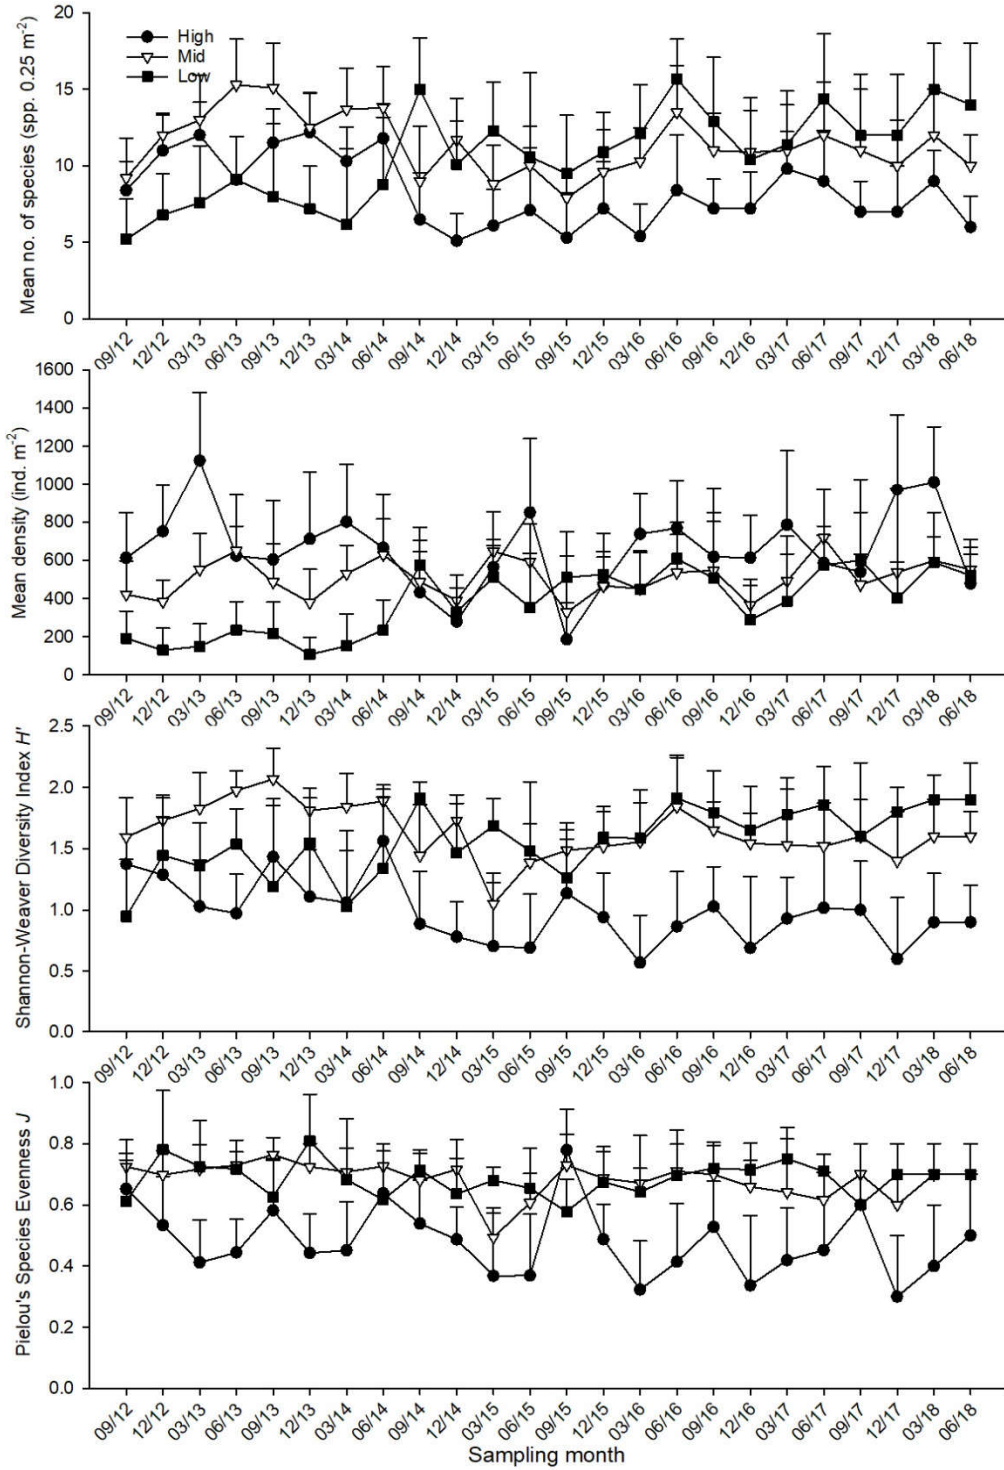 Mean no. of species (spp. 0.25 m⁻²)
20
15
10
5
0
High
Mid
Low
09/12 12/12 03/13 06/13 09/13 12/13 03/14 06/14 09/14 12/14 03/15 06/15 09/15 12/15 03/16 06/16 09/16 12/16 03/17 06/17 09/17 12/17 03/18 06/18
Mean density (ind. m⁻²)
1600
1400
1200
1000
800
600
400
200
0
09/12 12/12 03/13 06/13 09/13 12/13 03/14 06/14 09/14 12/14 03/15 06/15 09/15 12/15 03/16 06/16 09/16 12/16 03/17 06/17 09/17 12/17 03/18 06/18
Shannon-Weaver Diversity Index H'
2.5
2.0
1.5
1.0
0.5
0.0
09/12 12/12 03/13 06/13 09/13 12/13 03/14 06/14 09/14 12/14 03/15 06/15 09/15 12/15 03/16 06/16 09/16 12/16 03/17 06/17 09/17 12/17 03/18 06/18
Pielou's Species Evenness J
1.0
0.8
0.6
0.4
0.2
0.0
09/12 12/12 03/13 06/13 09/13 12/13 03/14 06/14 09/14 12/14 03/15 06/15 09/15 12/15 03/16 06/16 09/16 12/16 03/17 06/17 09/17 12/17 03/18 06/18
Sampling month